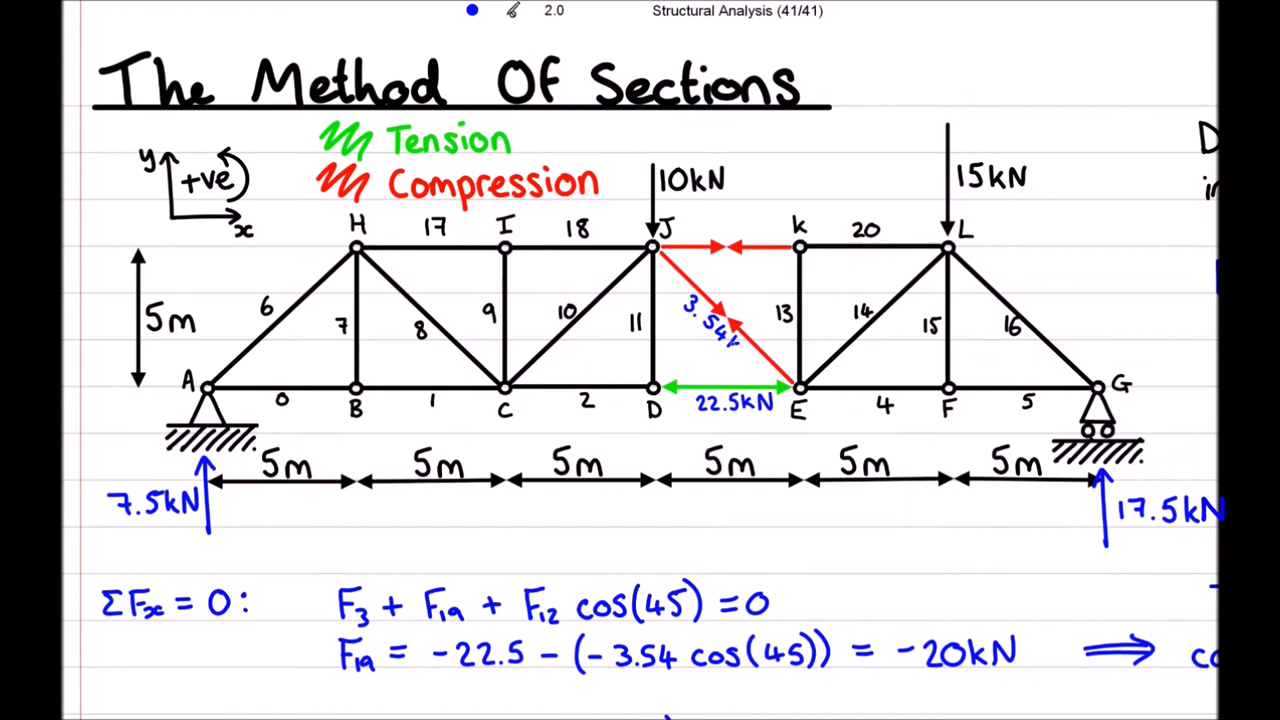 2.0 Structural Analysis (41/41)
The Method Of Sections
Tension
Compression
y +ve x
10kN
15kN
D
in
H 17 I 18 J K 20 L
5m
6 7 8 9 10 11 3.54k 13 14 15 16
A 0 B 1 C 2 D 22.5kN E 4 F 5 G
5m 5m 5m 5m 5m 5m
7.5kN 17.5kN
ΣFx = 0: F3 + F19 + F12 cos(45) = 0
F19 = -22.5 - (-3.54 cos(45)) = -20kN ⟹ co